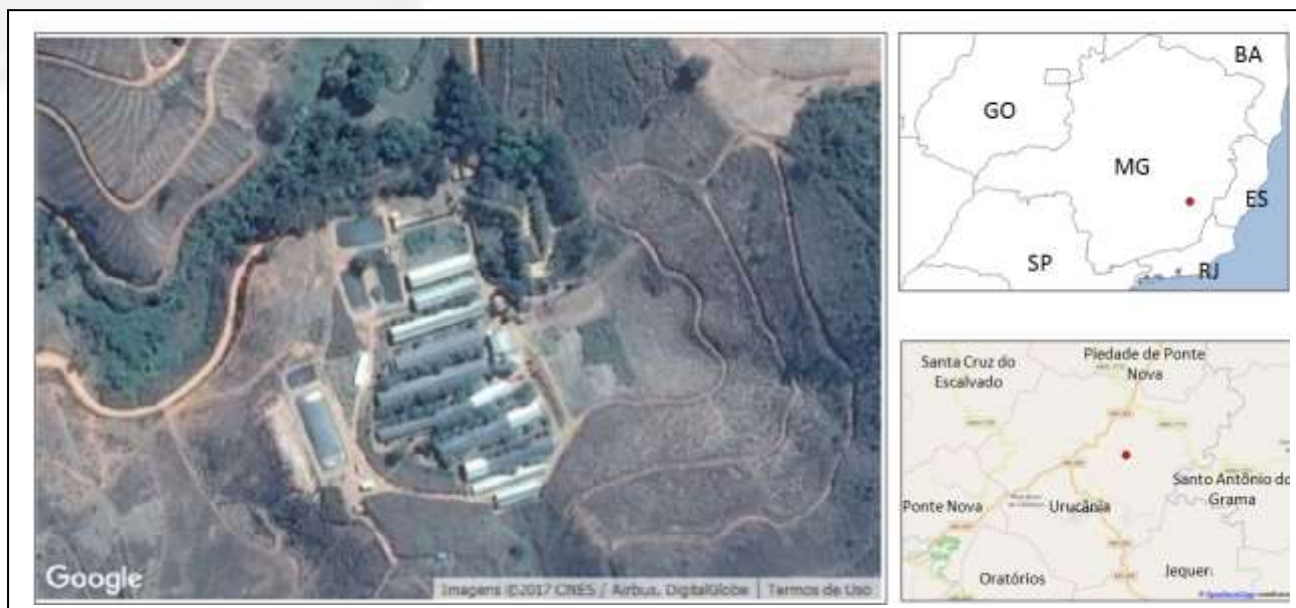 Google
Imagens ©2017 CNES / Airbus, DigitalGlobe
Termos de Uso
BA
GO
MG
ES
SP
RJ
Santa Cruz do
Escalvado
Piedade de Ponte
Nova
Santo Antônio do
Grama
Ponte Nova
Urucânia
Oratórios
Jequeri